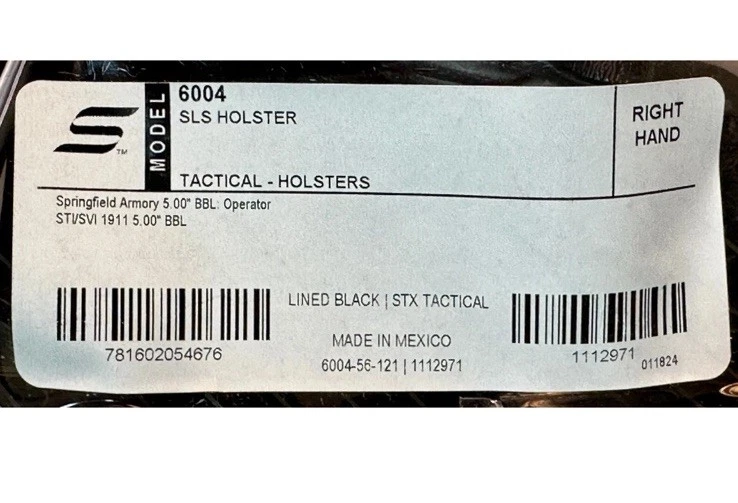 MODEL
6004
SLS HOLSTER
TACTICAL - HOLSTERS
RIGHT
HAND
Springfield Armory 5.00" BBL: Operator
STI/SVI 1911 5.00" BBL
781602054676
LINED BLACK | STX TACTICAL
MADE IN MEXICO
6004-56-121 | 1112971
1112971
011824
S
TM